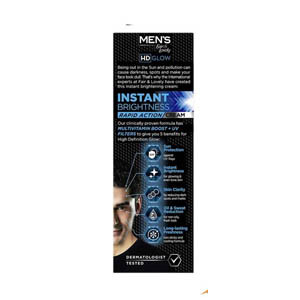 MEN'S
Fair & Lovely
HD GLOW
Being out in the Sun and pollution can
cause darkness, spots and make your
face look dull. That's why the International
experts at Fair & Lovely have created
this instant brightening cream:
INSTANT
BRIGHTNESS
RAPID ACTION CREAM
Our clinically proven formula has
MULTIVITAMIN BOOST + UV
FILTERS to give you 5 benefits for
High Definition Glow:
Sun
Protection
Instant
Brightness
Skin Clarity
Oil & Sweat
Reduction
Long-lasting
Freshness
DERMATOLOGIST
TESTED